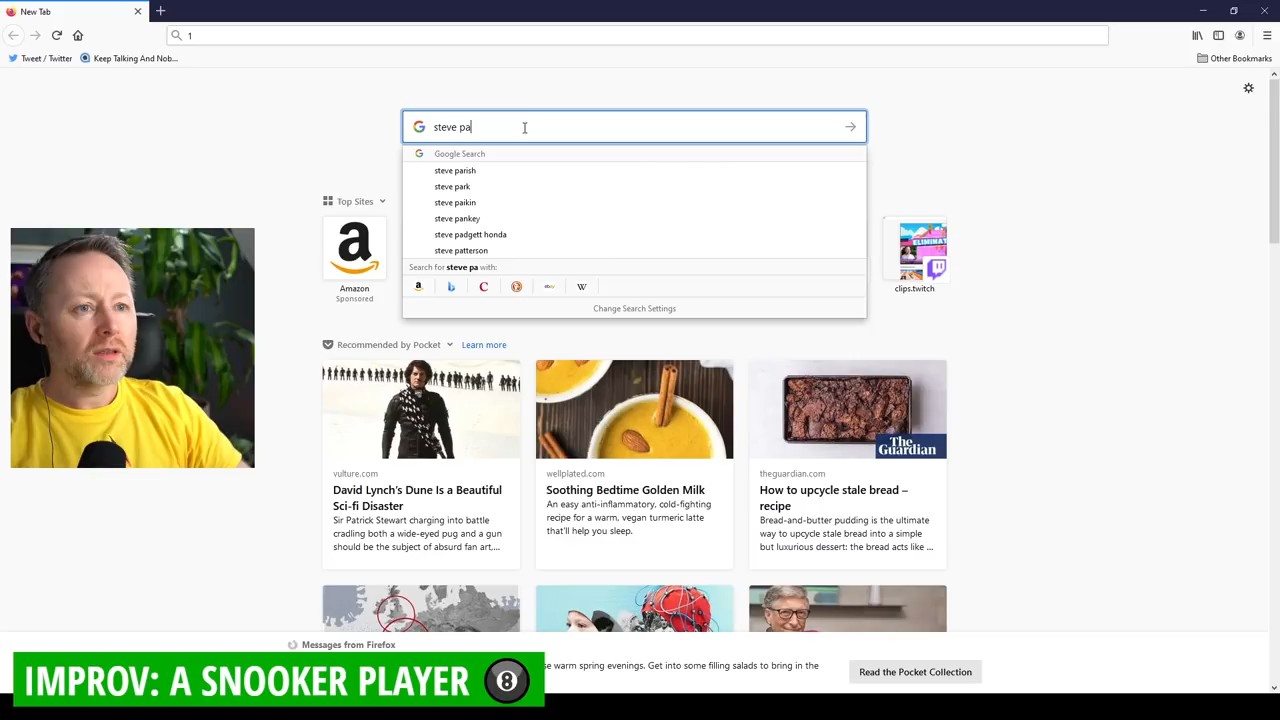 New Tab
1
Tweet / Twitter
Keep Talking And Nob...
Other Bookmarks
steve pa
Google Search
steve parish
steve park
steve paikin
steve pankey
steve padgett honda
steve patterson
Search for steve pa with:
Change Search Settings
Top Sites
a
Amazon
Sponsored
ELIMINAT
clips.twitch
Recommended by Pocket
Learn more
vulture.com
David Lynch's Dune Is a Beautiful
Sci-fi Disaster
Sir Patrick Stewart charging into battle
cradling both a wide-eyed pug and a gun
should be the subject of absurd fan art,...
wellplated.com
Soothing Bedtime Golden Milk
An easy anti-inflammatory, cold-fighting
recipe for a warm, vegan turmeric latte
that'll help you sleep.
The
Guardian
theguardian.com
How to upcycle stale bread –
recipe
Bread-and-butter pudding is the ultimate
way to upcycle stale bread into a simple
but luxurious dessert: the bread acts like ...
Messages from Firefox
se warm spring evenings. Get into some filling salads to bring in the
Read the Pocket Collection
IMPROV: A SNOOKER PLAYER 8